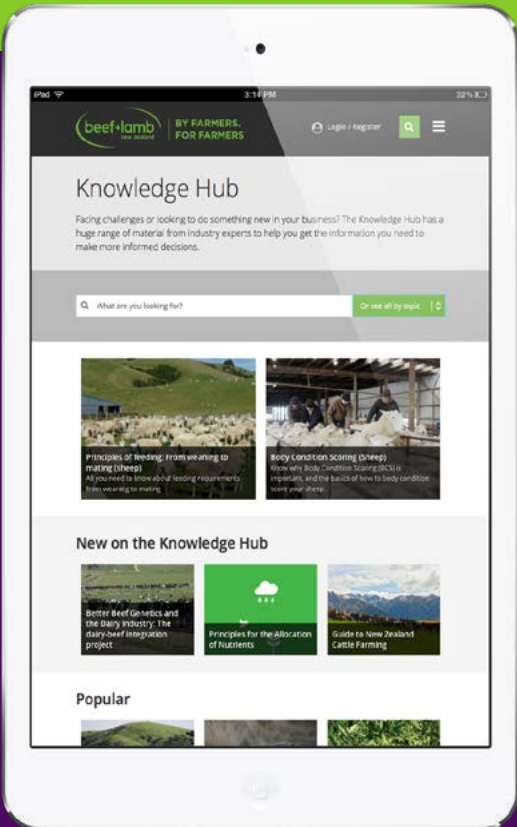 iPad
3:14 PM
22%
beef+lamb
new zealand
BY FARMERS.
FOR FARMERS
Login / Register
Knowledge Hub
Facing challenges or looking to do something new in your business? The Knowledge Hub has a
huge range of material from industry experts to help you get the information you need to
make more informed decisions.
What are you looking for?
Or see all by topic
Principles of feeding: From weaning to
mating (sheep)
All you need to know about feeding requirements
from weaning to mating
Body Condition Scoring (Sheep)
Know why Body Condition Scoring (BCS) is
important, and the basics of how to body condition
score your sheep.
New on the Knowledge Hub
Better Beef Genetics and
the Dairy Industry: The
dairy-beef integration
project
Principles for the Allocation
of Nutrients
Guide to New Zealand
Cattle Farming
Popular